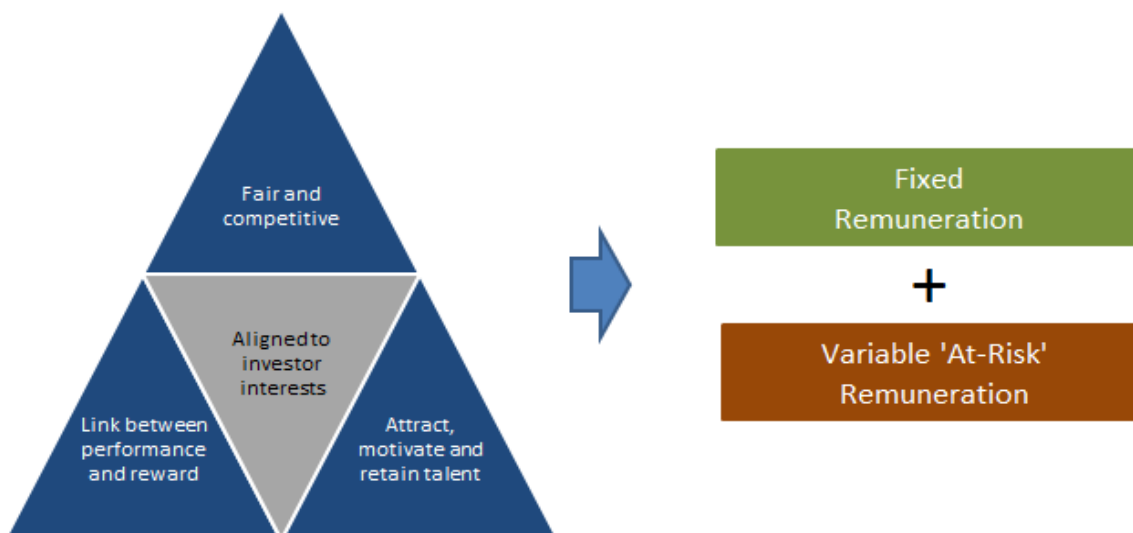 Fair and
competitive
Aligned to
investor
interests
Link between
performance
and reward
Attract,
motivate and
retain talent
Fixed
Remuneration
+
Variable 'At-Risk'
Remuneration